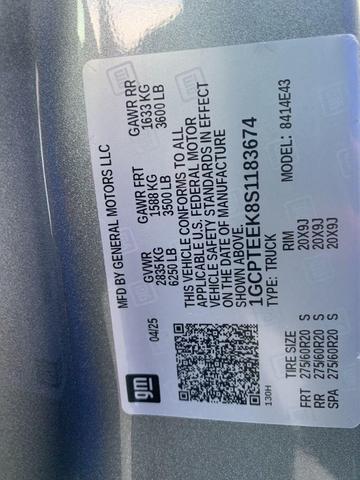 MFD BY GENERAL MOTORS LLC
04/25
GVWR GAWR FRT GAWR RR
2835 KG 1588 KG 1633 KG
6250 LB 3500 LB 3600 LB
THIS VEHICLE CONFORMS TO ALL
APPLICABLE U.S. FEDERAL MOTOR
VEHICLE SAFETY STANDARDS IN EFFECT
ON THE DATE OF MANUFACTURE
SHOWN ABOVE.
1GCPTEEK8S1183674
TYPE: TRUCK MODEL: 8414E43
gm
130H
TIRE SIZE RIM
FRT 275/60R20 S 20X9J
RR 275/60R20 S 20X9J
SPA 275/60R20 S 20X9J